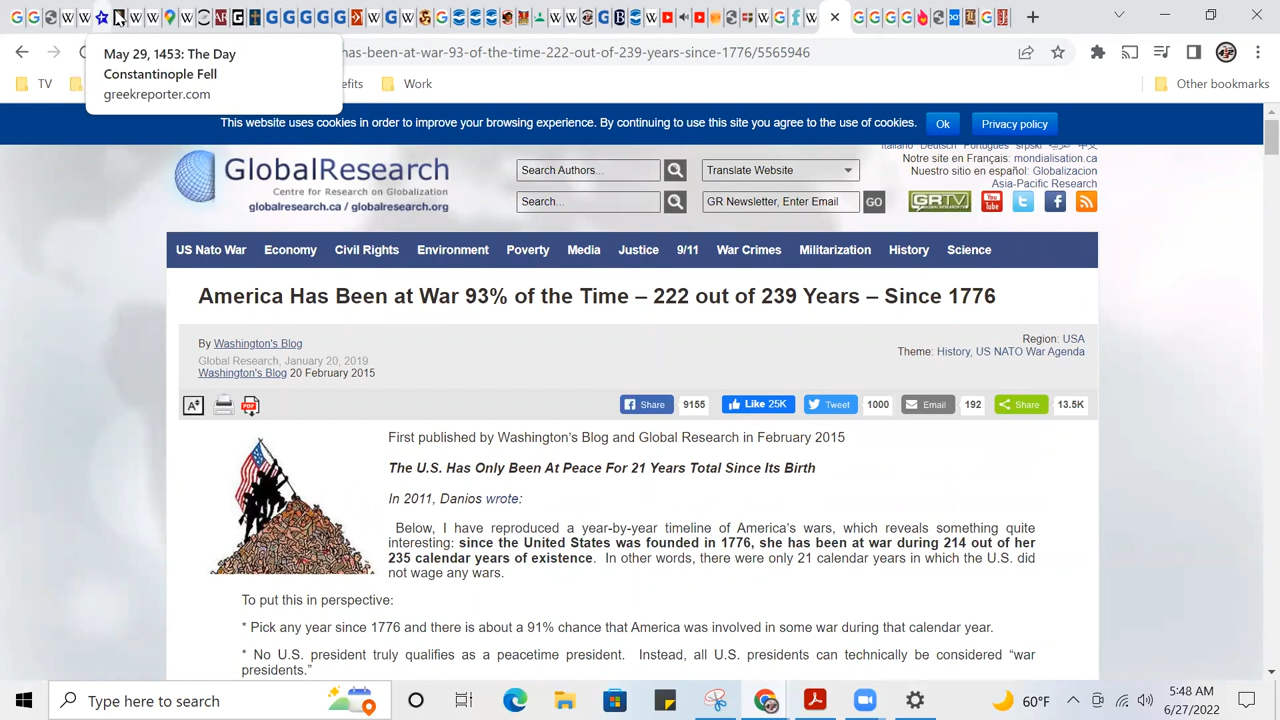 May 29, 1453: The Day
Constantinople Fell
greekreporter.com
has-been-at-war-93-of-the-time-222-out-of-239-years-since-1776/5565946
TV
efits
Work
Other bookmarks
This website uses cookies in order to improve your browsing experience. By continuing to use this site you agree to the use of cookies.
Ok
Privacy policy
GlobalResearch
Centre for Research on Globalization
globalresearch.ca / globalresearch.org
Search Authors...
Translate Website
Search...
GR Newsletter, Enter Email
GO
Italiano Deutsch Português srpski
Notre site en Français: mondialisation.ca
Nuestro sitio en español: Globalizacion
Asia-Pacific Research
GRTV
You Tube
US Nato War Economy Civil Rights Environment Poverty Media Justice 9/11 War Crimes Militarization History Science
America Has Been at War 93% of the Time – 222 out of 239 Years – Since 1776
By Washington's Blog
Global Research, January 20, 2019
Washington's Blog 20 February 2015
Region: USA
Theme: History, US NATO War Agenda
Share 9155 Like 25K Tweet 1000 Email 192 Share 13.5K
First published by Washington's Blog and Global Research in February 2015
The U.S. Has Only Been At Peace For 21 Years Total Since Its Birth
In 2011, Danios wrote:
Below, I have reproduced a year-by-year timeline of America's wars, which reveals something quite
interesting: since the United States was founded in 1776, she has been at war during 214 out of her
235 calendar years of existence. In other words, there were only 21 calendar years in which the U.S. did
not wage any wars.
To put this in perspective:
* Pick any year since 1776 and there is about a 91% chance that America was involved in some war during that calendar year.
* No U.S. president truly qualifies as a peacetime president. Instead, all U.S. presidents can technically be considered "war
presidents."
Type here to search
60°F
5:48 AM
6/27/2022